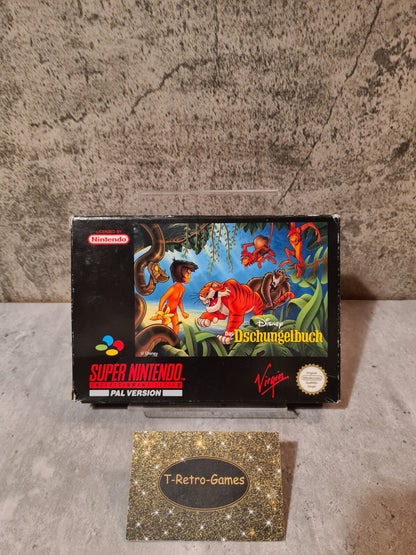 LICENSED BY
Nintendo
© Disney
Disney
Das Dschungelbuch
SUPER NINTENDO
ENTERTAINMENT SYSTEM
PAL VERSION
Virgin
T-Retro-Games